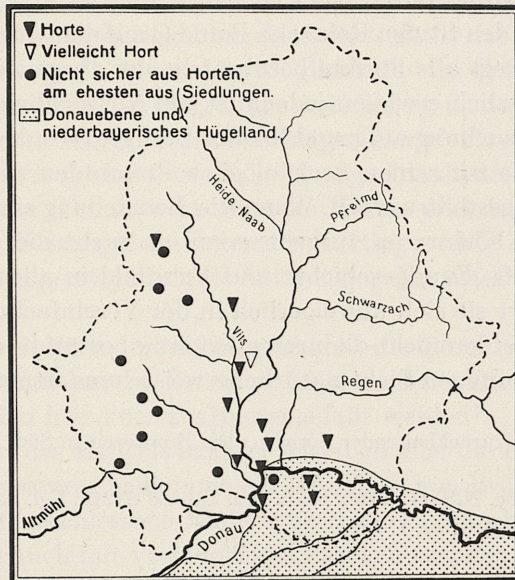 Horte
Vielleicht Hort
Nicht sicher aus Horten,
am ehesten aus Siedlungen.
Donauebene und
niederbayerisches Hügelland.
Heide-Naab
Pfreimd
Schwarzach
Vils
Regen
Altmühl
Donau